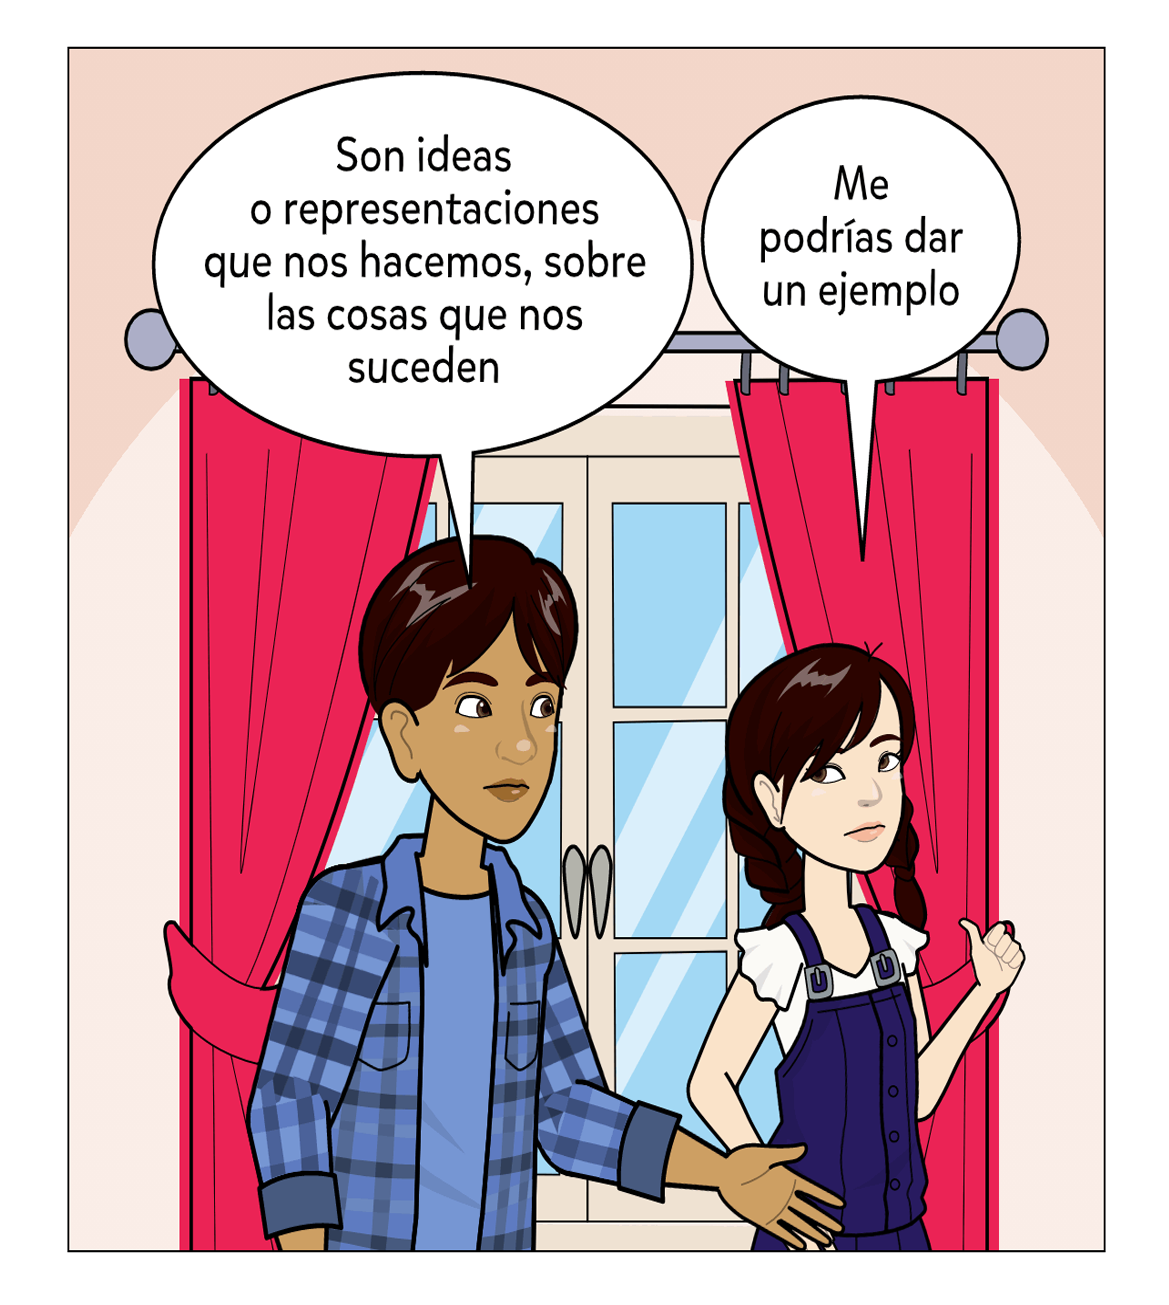 Son ideas
o representaciones
que nos hacemos, sobre
las cosas que nos
suceden
Me
podrías dar
un ejemplo